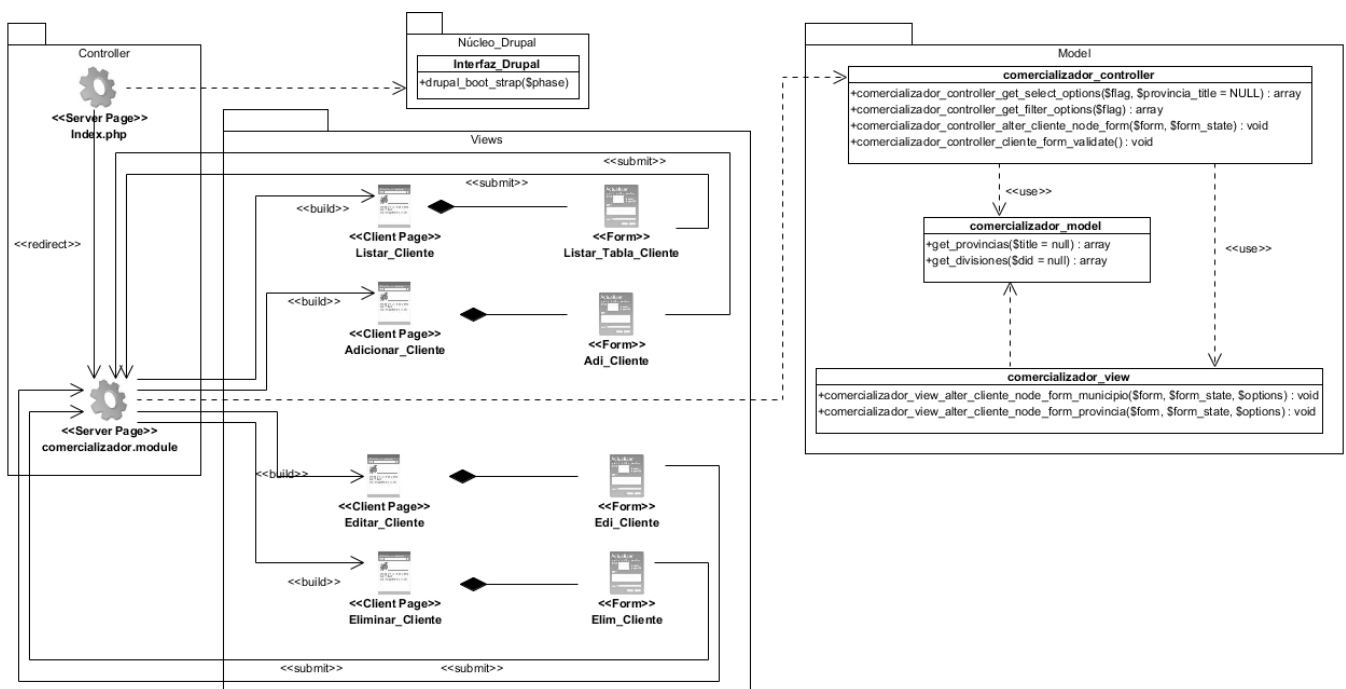 Controller
<<Server Page>>
Index.php
<<redirect>>
<<Server Page>>
comercializador.module
Núcleo_Drupal
Interfaz_Drupal
+drupal_boot_strap($phase)
Views
<<submit>>
<<submit>>
<<build>>
<<Client Page>>
Listar_Cliente
<<Form>>
Listar_Tabla_Cliente
<<build>>
<<Client Page>>
Adicionar_Cliente
<<Form>>
Adi_Cliente
<<build>>
<<Client Page>>
Editar_Cliente
<<Form>>
Edi_Cliente
<<build>>
<<Client Page>>
Eliminar_Cliente
<<Form>>
Elim_Cliente
<<submit>>
<<submit>>
Model
comercializador_controller
+comercializador_controller_get_select_options($flag, $provincia_title = NULL) : array
+comercializador_controller_get_filter_options($flag) : array
+comercializador_controller_alter_cliente_node_form($form, $form_state) : void
+comercializador_controller_cliente_form_validate() : void
<<use>>
comercializador_model
+get_provincias($title = null) : array
+get_divisiones($did = null) : array
<<use>>
comercializador_view
+comercializador_view_alter_cliente_node_form_municipio($form, $form_state, $options) : void
+comercializador_view_alter_cliente_node_form_provincia($form, $form_state, $options) : void